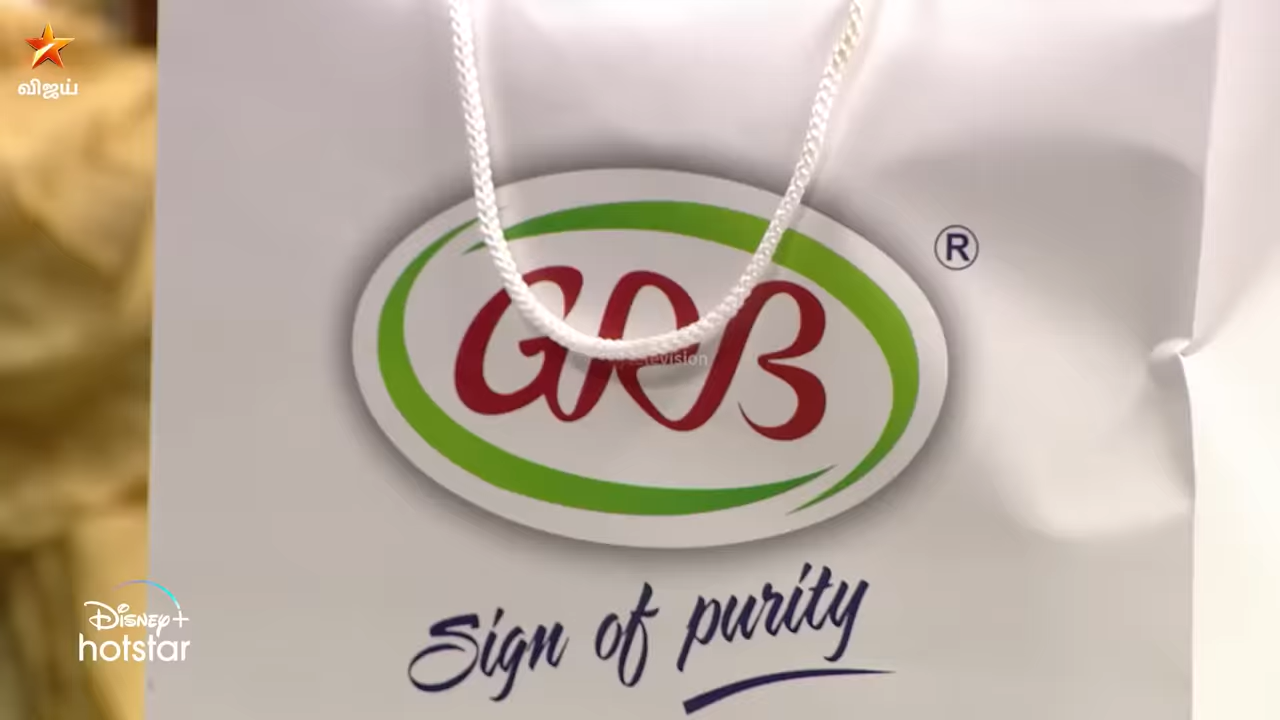 விஜய்
®
GRB
Sign of purity
Disney+
hotstar